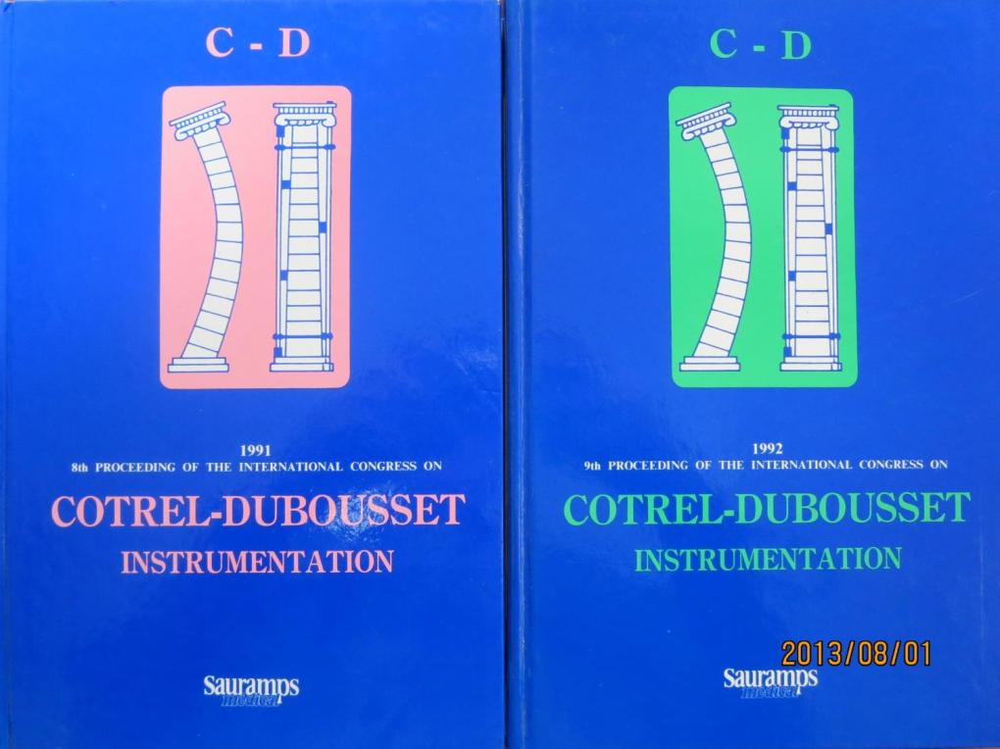 C - D
1991
8th PROCEEDING OF THE INTERNATIONAL CONGRESS ON
COTREL-DUBOUSSET
INSTRUMENTATION
Sauramps
medical
C - D
1992
9th PROCEEDING OF THE INTERNATIONAL CONGRESS ON
COTREL-DUBOUSSET
INSTRUMENTATION
2013/08/01
Sauramps
medical